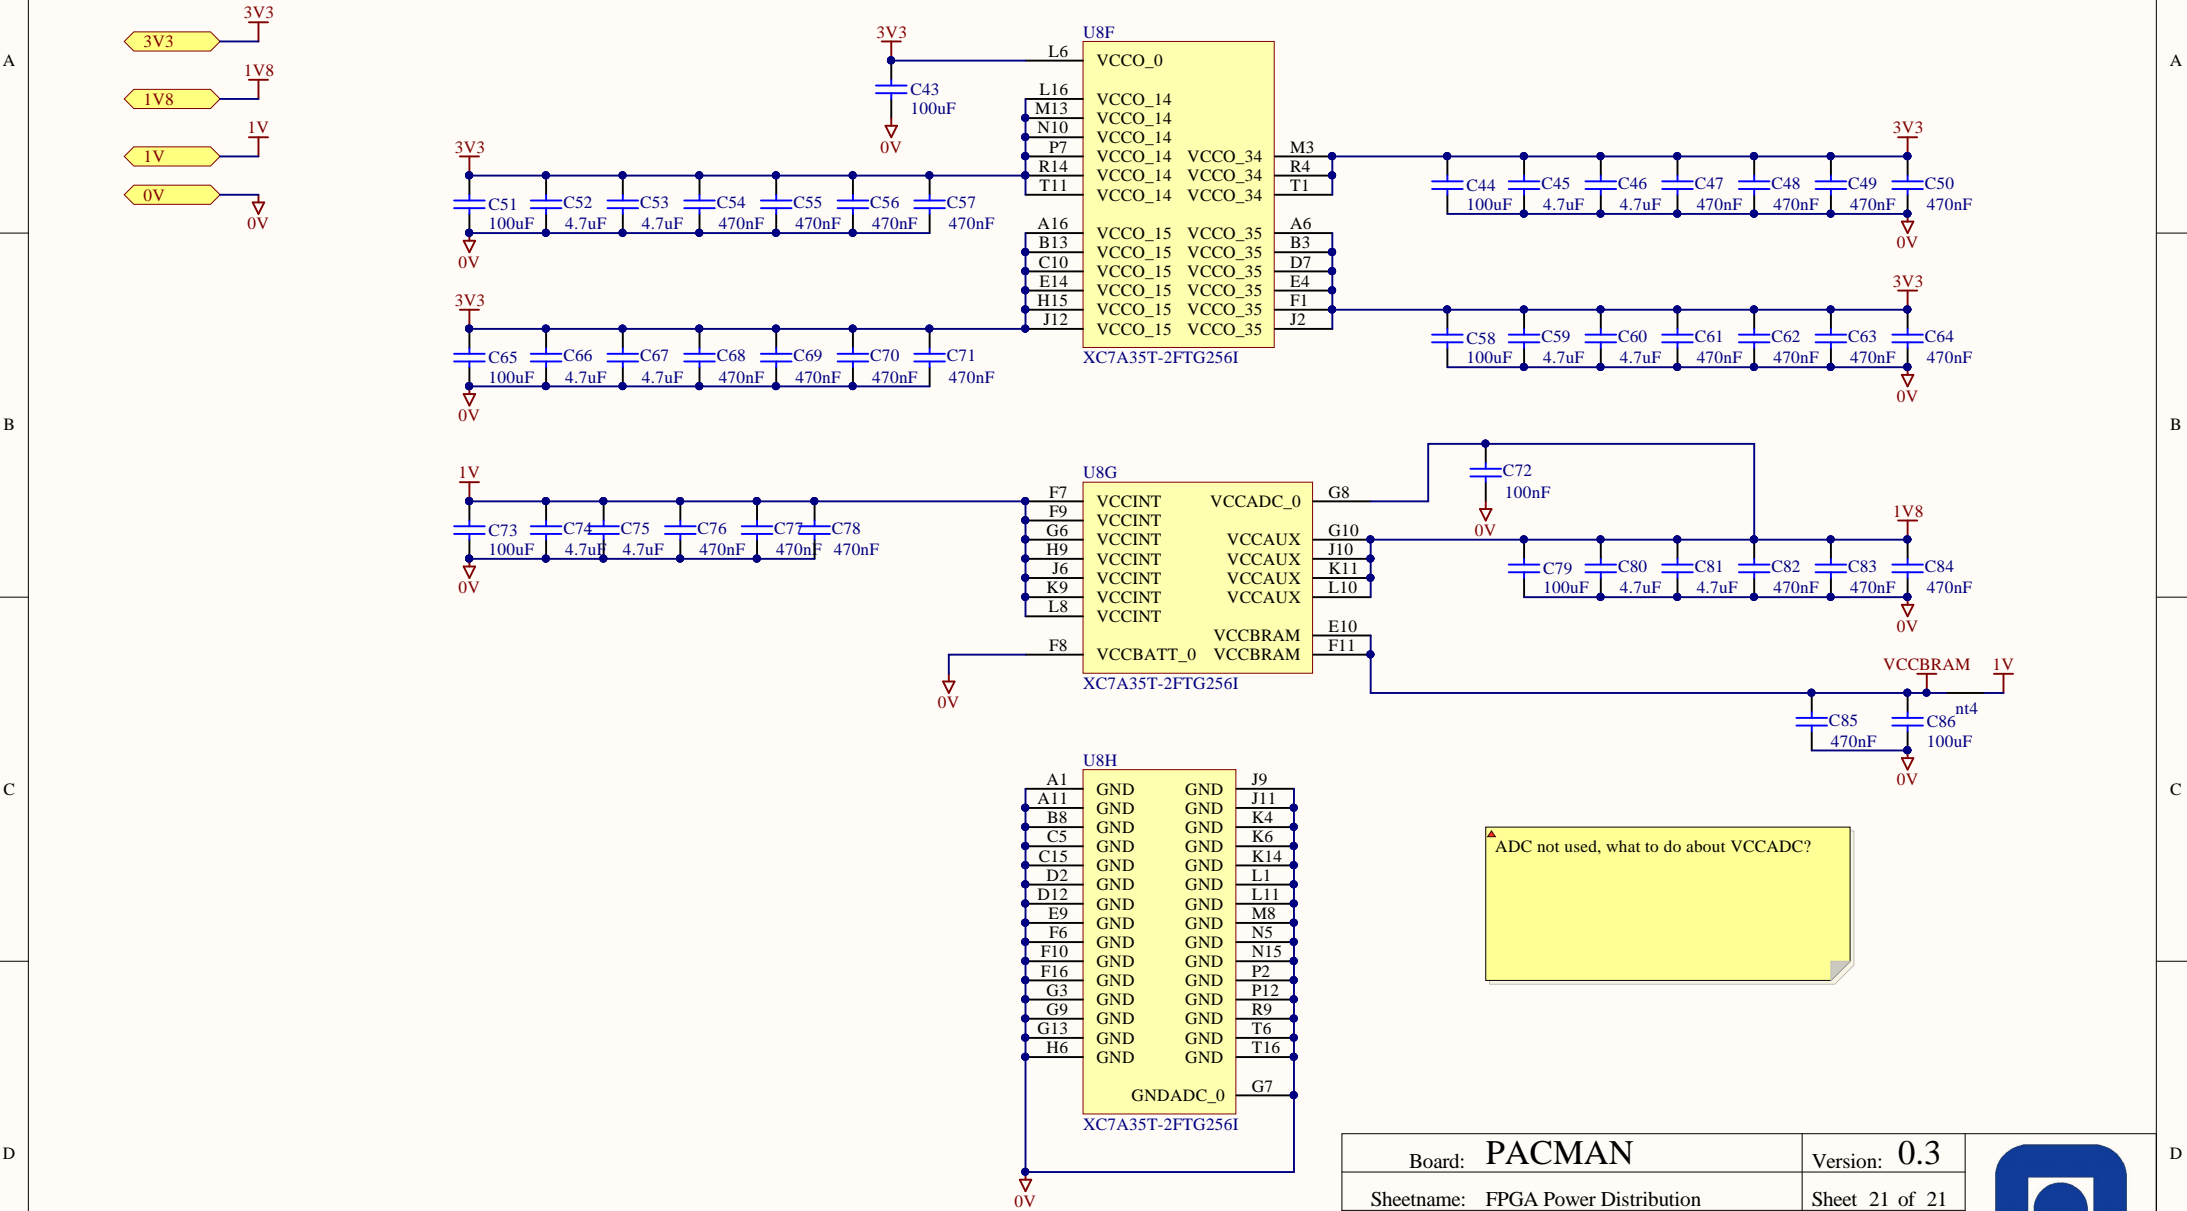 3V3
3V3
1V8
1V8
1V
1V
0V
0V
A
A
B
B
C
C
D
D
3V3
C43
100uF
0V
U8F
L6 VCCO_0
L16 VCCO_14
M13 VCCO_14
N10 VCCO_14
P7 VCCO_14 VCCO_34 M3
R14 VCCO_14 VCCO_34 R4
T11 VCCO_14 VCCO_34 T1
A16 VCCO_15 VCCO_35 A6
B13 VCCO_15 VCCO_35 B3
C10 VCCO_15 VCCO_35 D7
E14 VCCO_15 VCCO_35 E4
H15 VCCO_15 VCCO_35 F1
J12 VCCO_15 VCCO_35 J2
XC7A35T-2FTG256I
3V3
C51 C52 C53 C54 C55 C56 C57
100uF 4.7uF 4.7uF 470nF 470nF 470nF 470nF
0V
3V3
C44 C45 C46 C47 C48 C49 C50
100uF 4.7uF 4.7uF 470nF 470nF 470nF 470nF
0V
3V3
C65 C66 C67 C68 C69 C70 C71
100uF 4.7uF 4.7uF 470nF 470nF 470nF 470nF
0V
3V3
C58 C59 C60 C61 C62 C63 C64
100uF 4.7uF 4.7uF 470nF 470nF 470nF 470nF
0V
1V
C73 C74 C75 C76 C77 C78
100uF 4.7uF 4.7uF 470nF 470nF 470nF
0V
U8G
F7 VCCINT VCCADC_0 G8
F9 VCCINT
G6 VCCINT VCCAUX G10
H9 VCCINT VCCAUX J10
J6 VCCINT VCCAUX K11
K9 VCCINT VCCAUX L10
L8 VCCINT
VCCBRAM E10
F8 VCCBATT_0 VCCBRAM F11
XC7A35T-2FTG256I
0V
C72
100nF
0V
1V8
C79 C80 C81 C82 C83 C84
100uF 4.7uF 4.7uF 470nF 470nF 470nF
0V
VCCBRAM 1V
nt4
C85 C86
470nF 100uF
0V
U8H
A1 GND GND J9
A11 GND GND J11
B8 GND GND K4
C5 GND GND K6
C15 GND GND K14
D2 GND GND L1
D12 GND GND L11
E9 GND GND M8
F6 GND GND N5
F10 GND GND N15
F16 GND GND P2
G3 GND GND P12
G9 GND GND R9
G13 GND GND T6
H6 GND GND T16
GNDADC_0 G7
XC7A35T-2FTG256I
0V
ADC not used, what to do about VCCADC?
Board: PACMAN Version: 0.3
Sheetname: FPGA Power Distribution Sheet 21 of 21